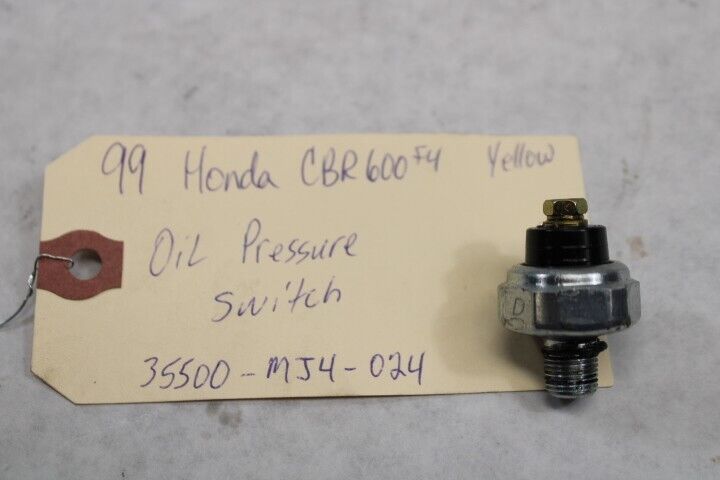 99 Honda CBR600F4 Yellow
Oil Pressure
Switch
35500-MJ4-024
D